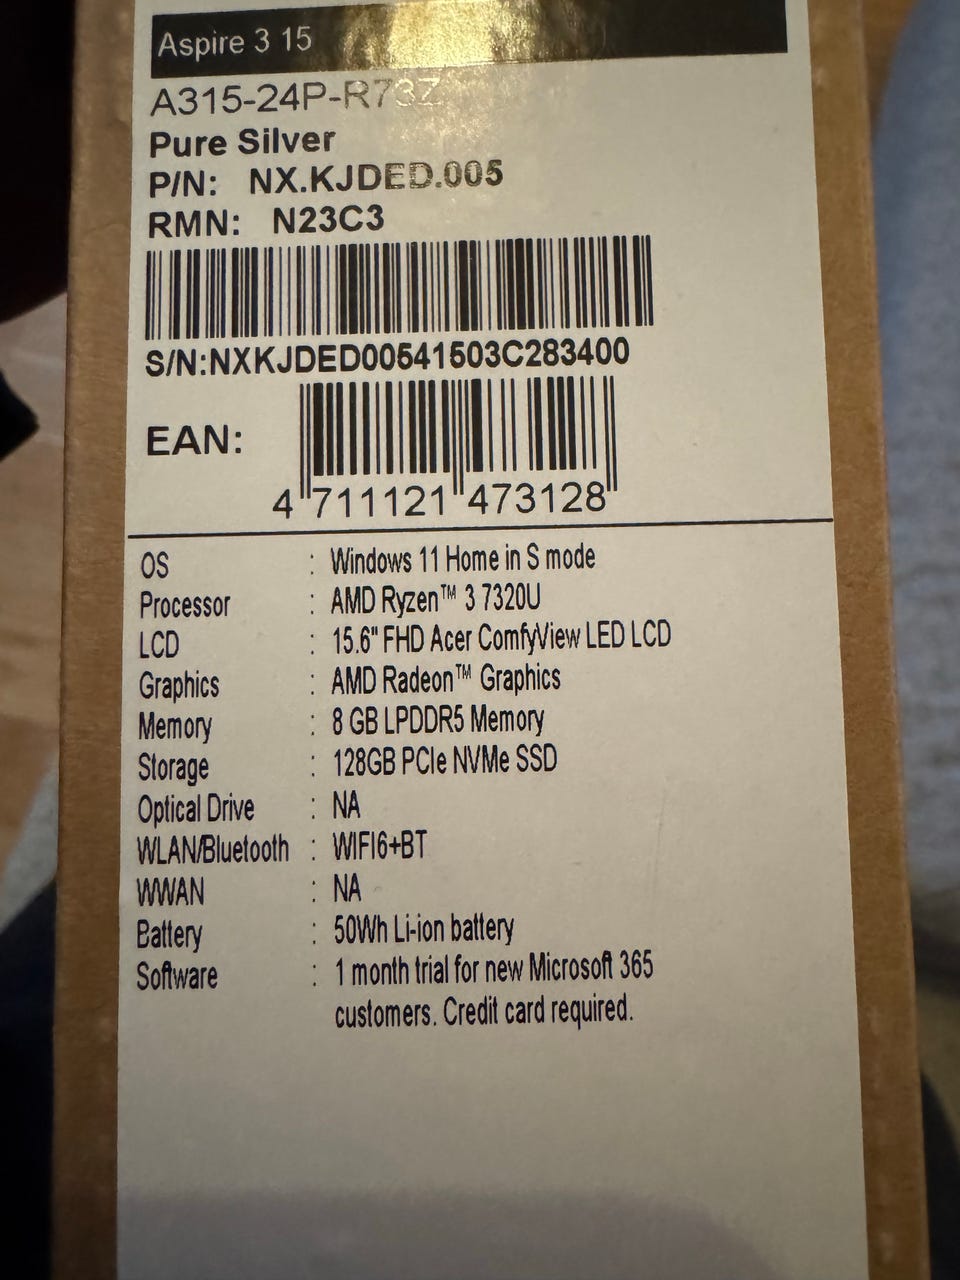 Aspire 3 15
A315-24P-R73Z
Pure Silver
P/N: NX.KJDED.005
RMN: N23C3
S/N:NXKJDED00541503C283400
EAN:
4 711121 473128
OS : Windows 11 Home in S mode
Processor : AMD Ryzen™ 3 7320U
LCD : 15.6" FHD Acer ComfyView LED LCD
Graphics : AMD Radeon™ Graphics
Memory : 8 GB LPDDR5 Memory
Storage : 128GB PCIe NVMe SSD
Optical Drive : NA
WLAN/Bluetooth : WIFI6+BT
WWAN : NA
Battery : 50Wh Li-ion battery
Software : 1 month trial for new Microsoft 365
customers. Credit card required.